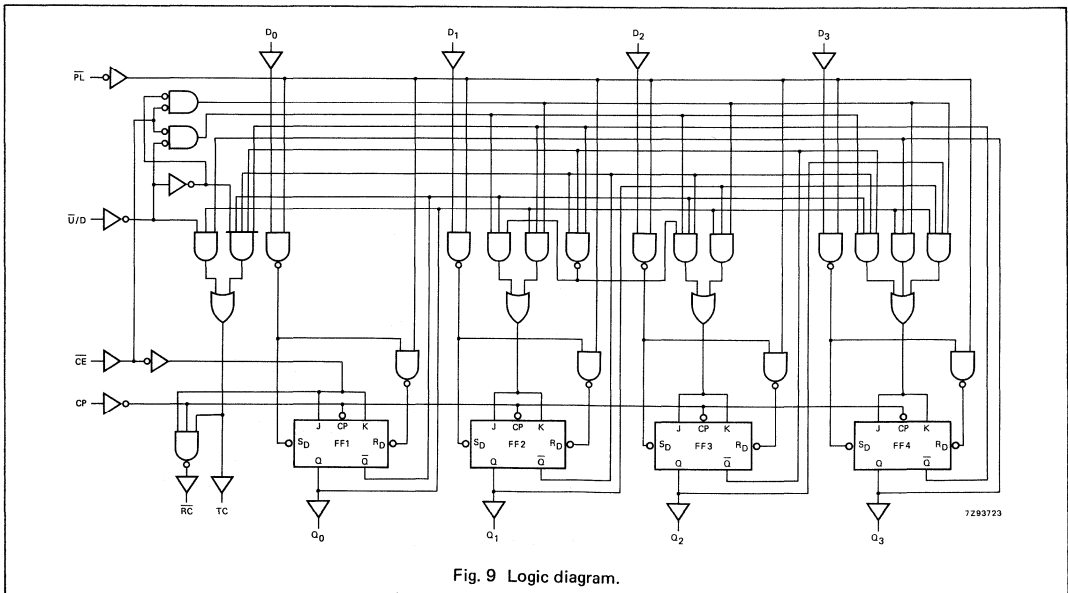 D0 D1 D2 D3
PL
U/D
CE
CP
J CP K J CP K J CP K J CP K
SD FF1 RD SD FF2 RD SD FF3 RD SD FF4 RD
Q Q Q Q Q Q Q Q
RC TC
7Z93723
Q0 Q1 Q2 Q3
Fig. 9 Logic diagram.